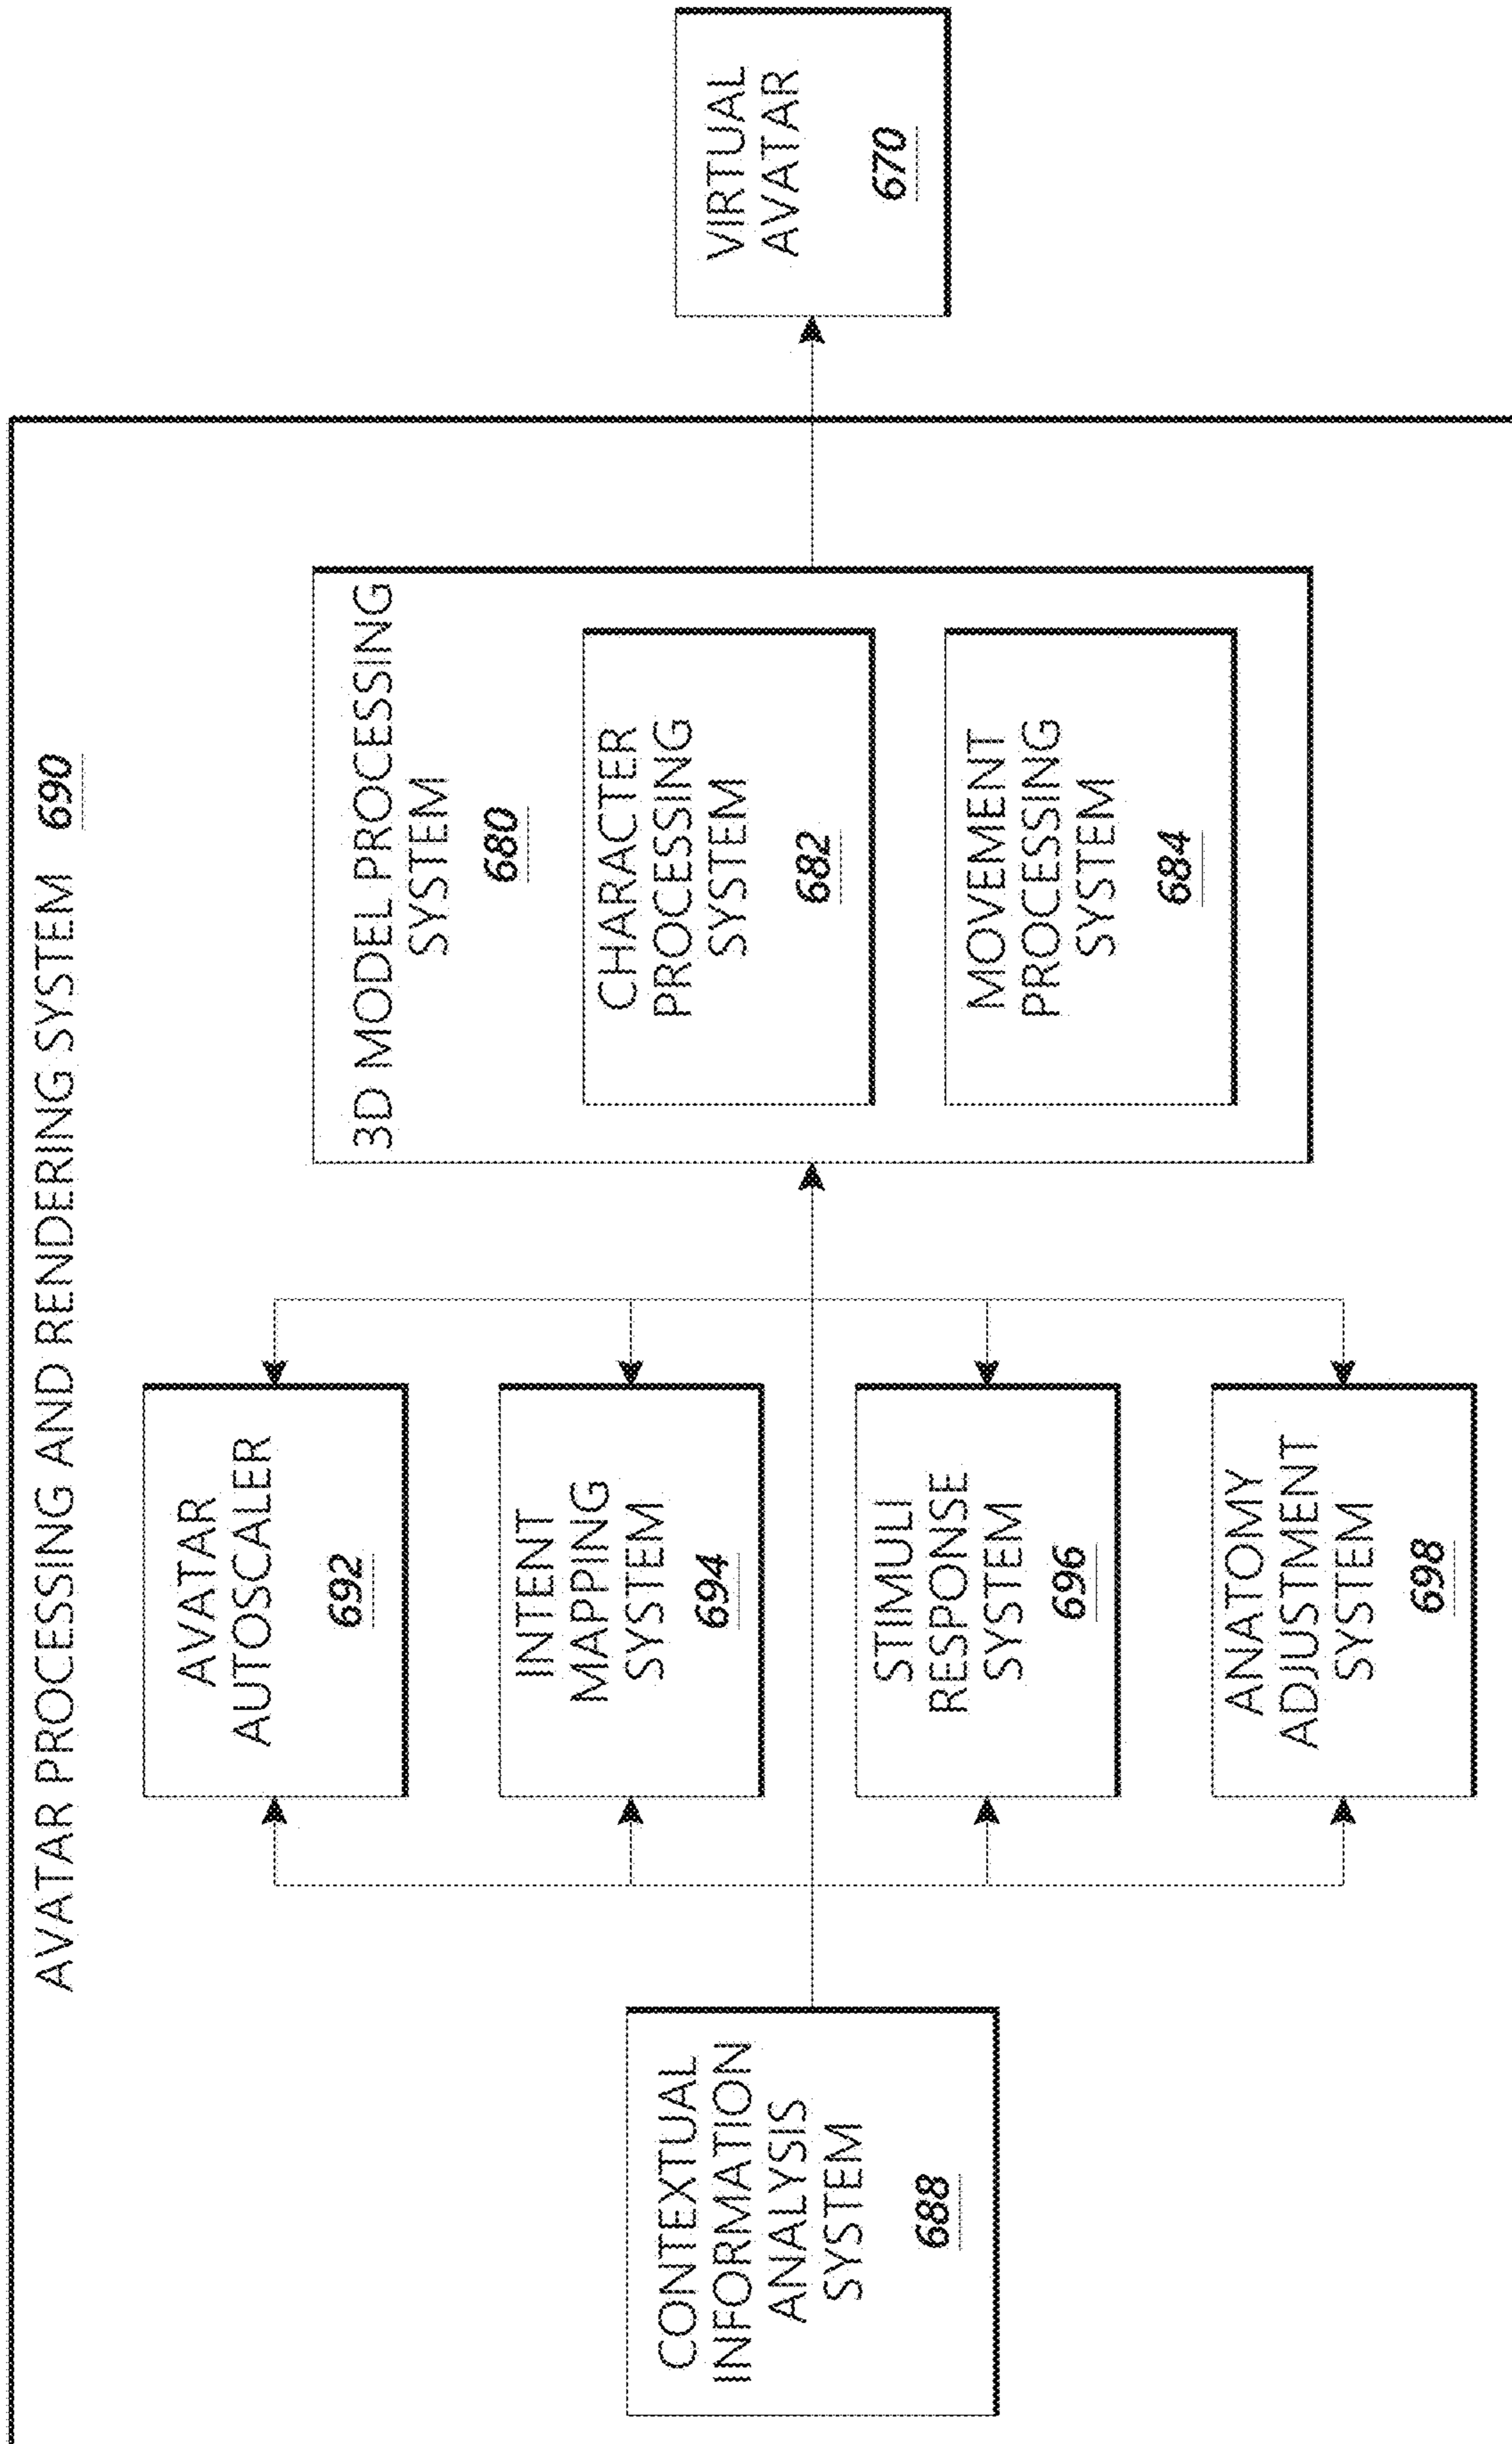 AVATAR PROCESSING AND RENDERING SYSTEM 690
CONTEXTUAL
INFORMATION
ANALYSIS
SYSTEM
688
AVATAR
AUTOSCALER
692
INTENT
MAPPING
SYSTEM
694
STIMULI
RESPONSE
SYSTEM
696
ANATOMY
ADJUSTMENT
SYSTEM
698
3D MODEL PROCESSING
SYSTEM
680
CHARACTER
PROCESSING
SYSTEM
682
MOVEMENT
PROCESSING
SYSTEM
684
VIRTUAL
AVATAR
670